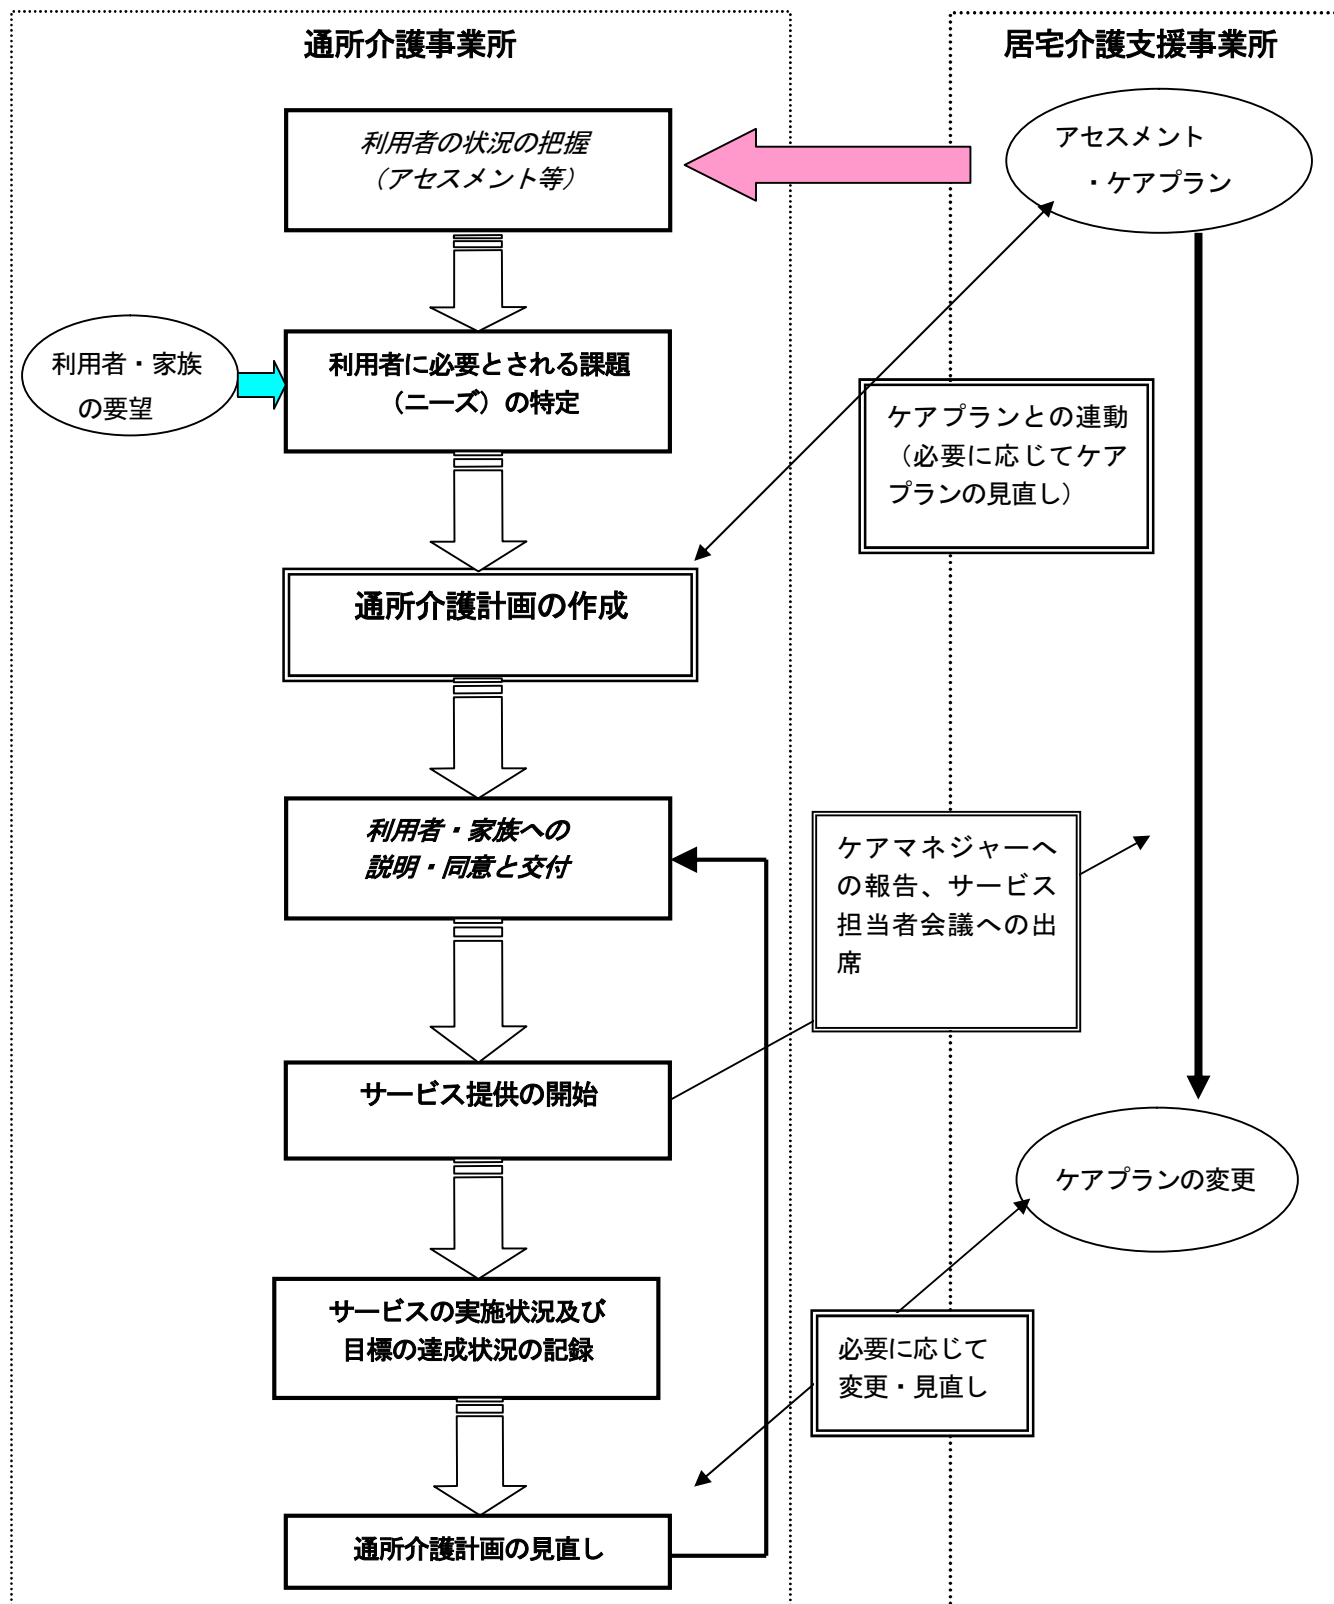 通所介護事業所
居宅介護支援事業所
利用者の状況の把握
（アセスメント等）
アセスメント
・ケアプラン
利用者・家族
の要望
利用者に必要とされる課題
（ニーズ）の特定
ケアプランとの連動
（必要に応じてケア
プランの見直し）
通所介護計画の作成
利用者・家族への
説明・同意と交付
ケアマネジャーへ
の報告、サービス
担当者会議への出
席
サービス提供の開始
ケアプランの変更
サービスの実施状況及び
目標の達成状況の記録
必要に応じて
変更・見直し
通所介護計画の見直し